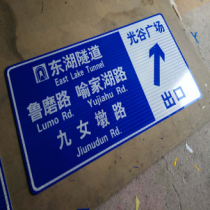 东湖隧道
East Lake Tunnel
鲁磨路 喻家湖路
Lumo Rd. Yujiahu Rd.
九女墩路
Jiunudun Rd.
光谷广场
出口